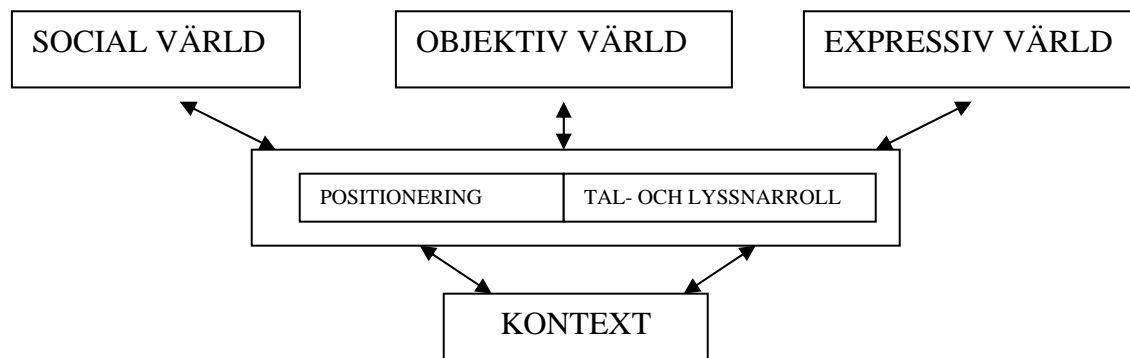 SOCIAL VÄRLD
OBJEKTIV VÄRLD
EXPRESSIV VÄRLD
POSITIONERING
TAL- OCH LYSSNARROLL
KONTEXT